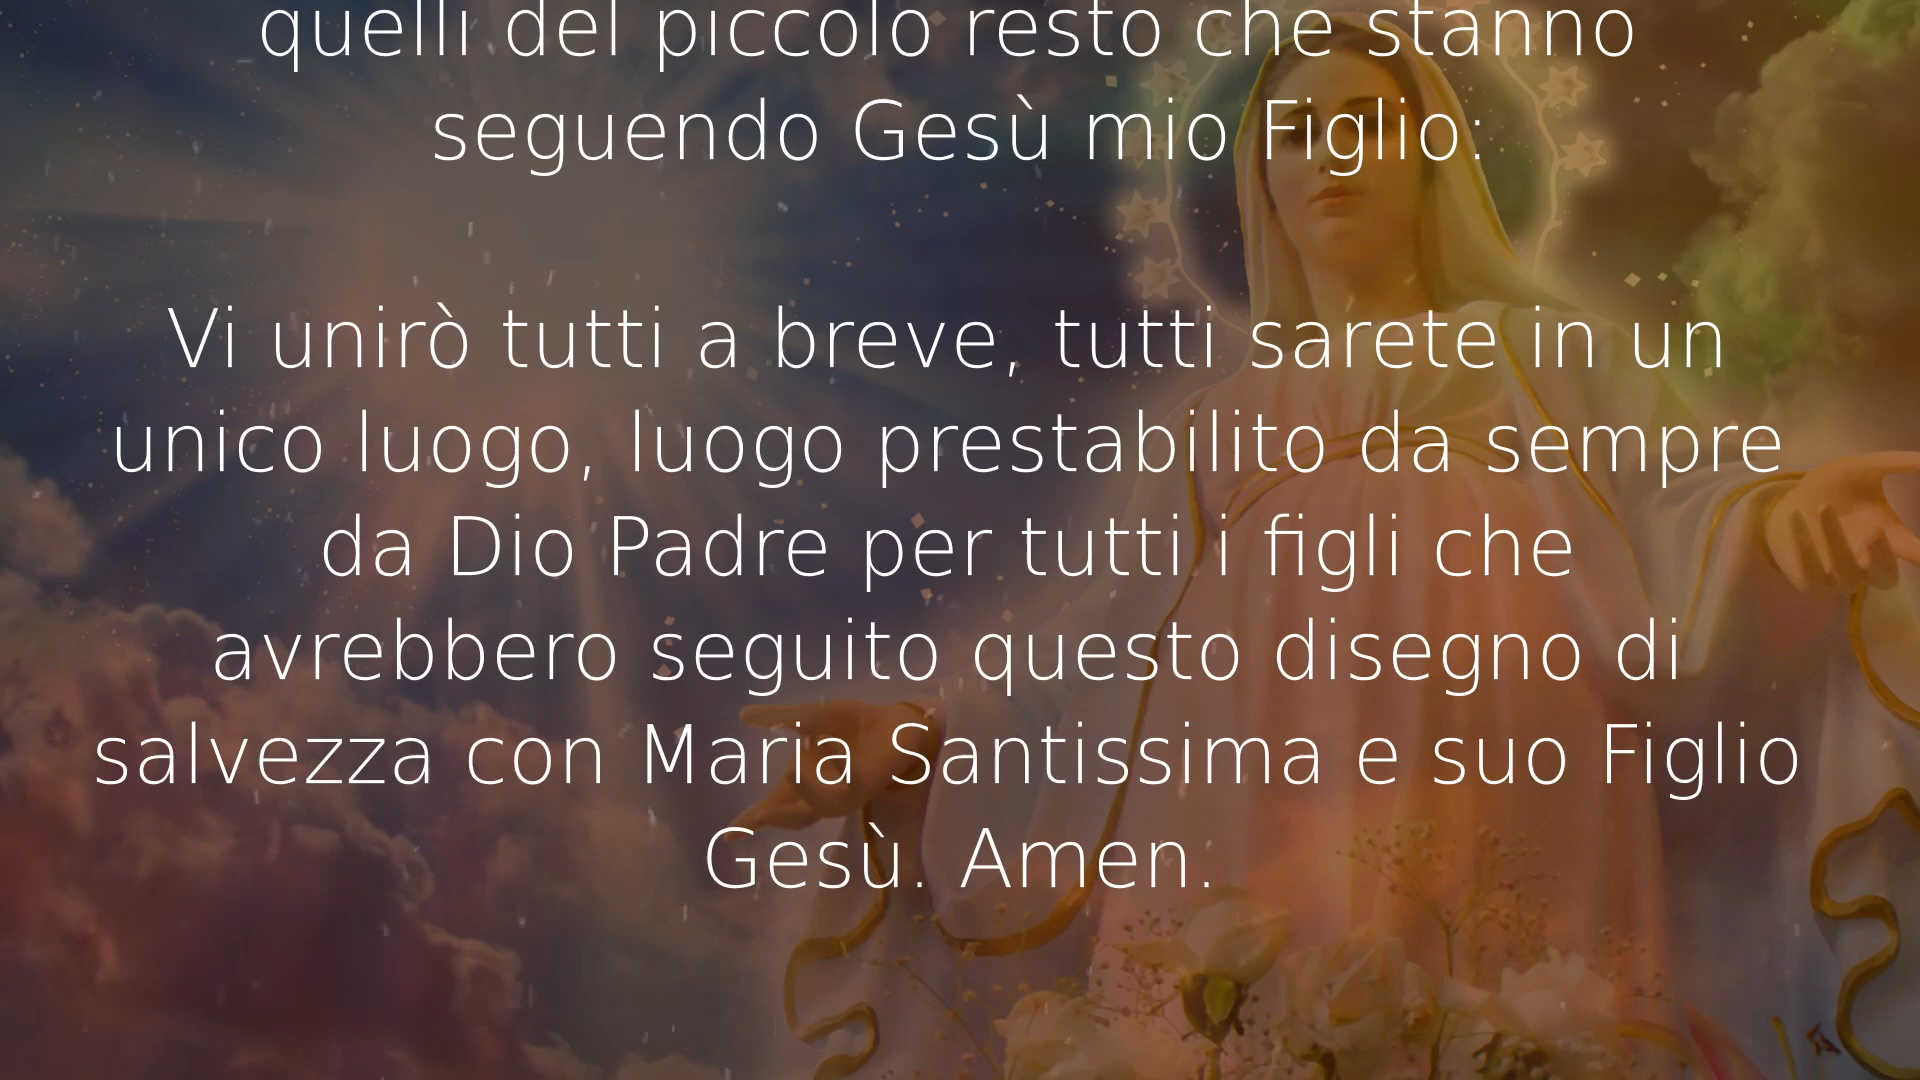 quelli del piccolo resto che stanno
seguendo Gesù mio Figlio:
Vi unirò tutti a breve, tutti sarete in un
unico luogo, luogo prestabilito da sempre
da Dio Padre per tutti i figli che
avrebbero seguito questo disegno di
salvezza con Maria Santissima e suo Figlio
Gesù. Amen.